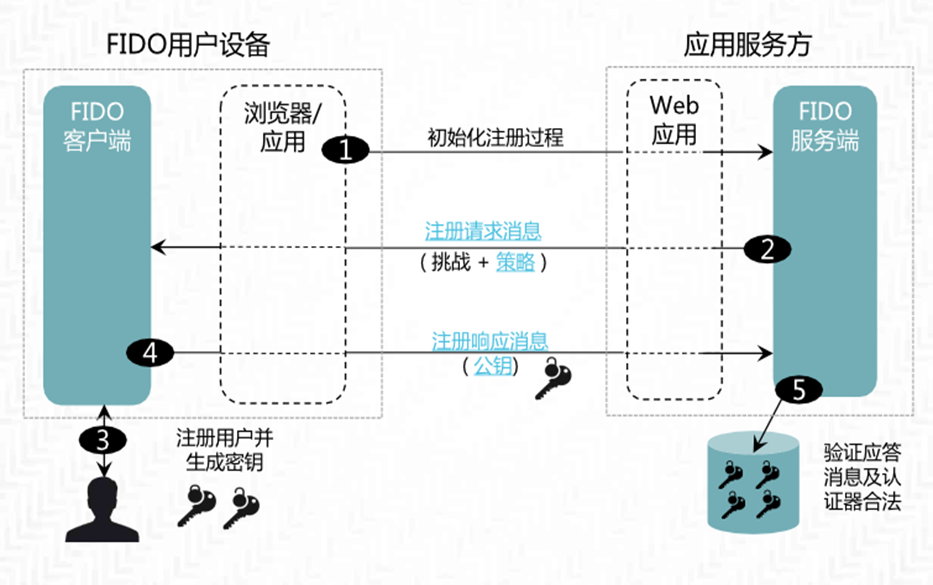 FIDO用户设备
应用服务方
FIDO
客户端
浏览器/
应用
Web
应用
FIDO
服务端
1
初始化注册过程
注册请求消息
(挑战 + 策略)
2
4
注册响应消息
(公钥)
5
3
注册用户并
生成密钥
验证应答
消息及认
证器合法